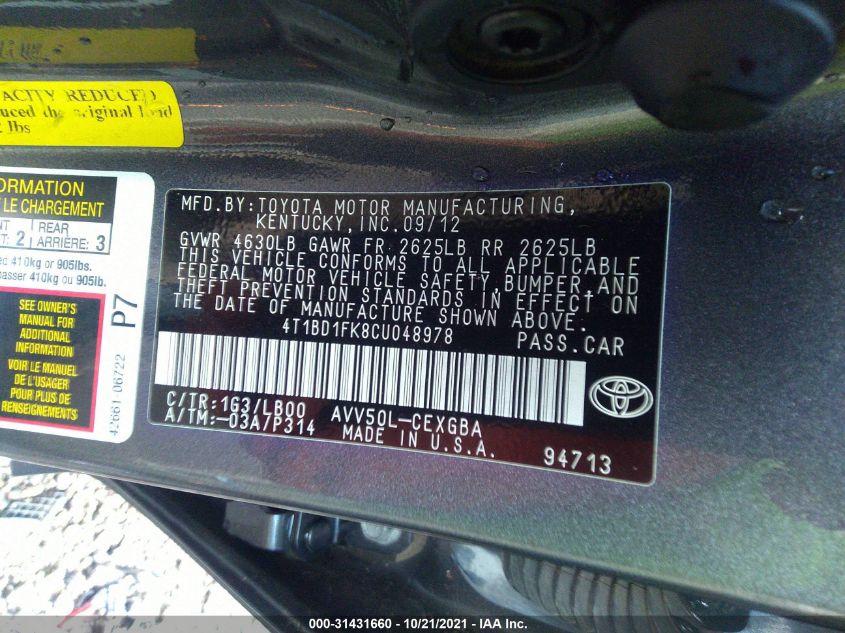 ACITY REDUCED
uced the original load
lbs
ORMATION
LE CHARGEMENT
NT REAR
T: 2 ARRIÈRE: 3
ed 410kg or 905lbs.
passer 410kg ou 905lb.
SEE OWNER'S
MANUAL FOR
ADDITIONAL
INFORMATION
VOIR LE MANUEL
DE L'USAGER
POUR PLUS DE
RENSEIGNEMENTS
P7
42661-06722
MFD.BY:TOYOTA MOTOR MANUFACTURING,
KENTUCKY,INC.09/12
GVWR 4630LB GAWR FR 2625LB RR 2625LB
THIS VEHICLE CONFORMS TO ALL APPLICABLE
FEDERAL MOTOR VEHICLE SAFETY,BUMPER,AND
THEFT PREVENTION STANDARDS IN EFFECT ON
THE DATE OF MANUFACTURE SHOWN ABOVE.
4T1BD1FK8CU048978 PASS.CAR
C/TR:1G3/LB00 AVV50L-CEXGBA
A/TM:-03A/P314 MADE IN U.S.A.
94713
000-31431660 - 10/21/2021 - IAA Inc.